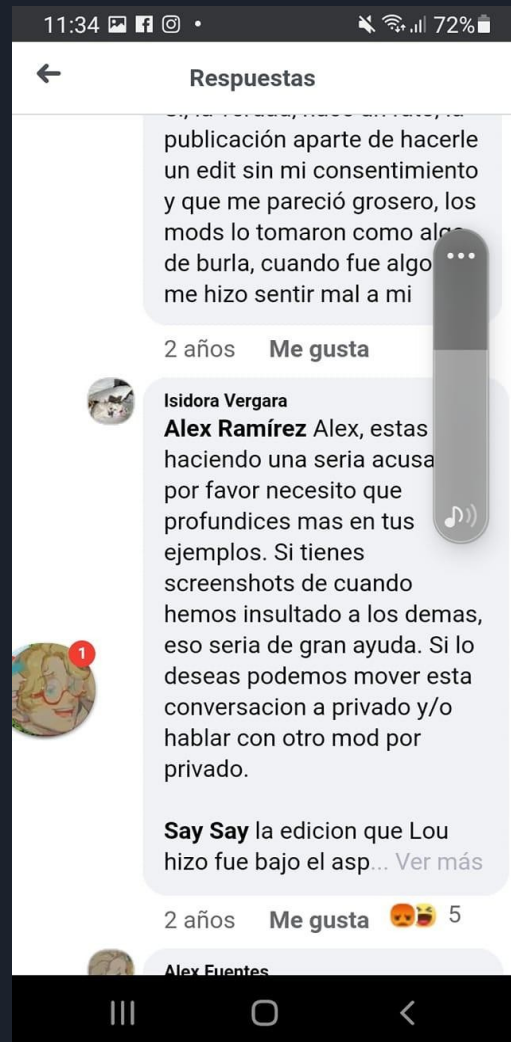 11:34
72%
Respuestas
publicación aparte de hacerle
un edit sin mi consentimiento
y que me pareció grosero, los
mods lo tomaron como algo
de burla, cuando fue algo
me hizo sentir mal a mi
2 años Me gusta
Isidora Vergara
Alex Ramírez Alex, estas
haciendo una seria acusa
por favor necesito que
profundices mas en tus
ejemplos. Si tienes
screenshots de cuando
hemos insultado a los demas,
eso seria de gran ayuda. Si lo
deseas podemos mover esta
conversacion a privado y/o
hablar con otro mod por
privado.
Say Say la edicion que Lou
hizo fue bajo el asp... Ver más
2 años Me gusta 5
1
Alex Fuentes